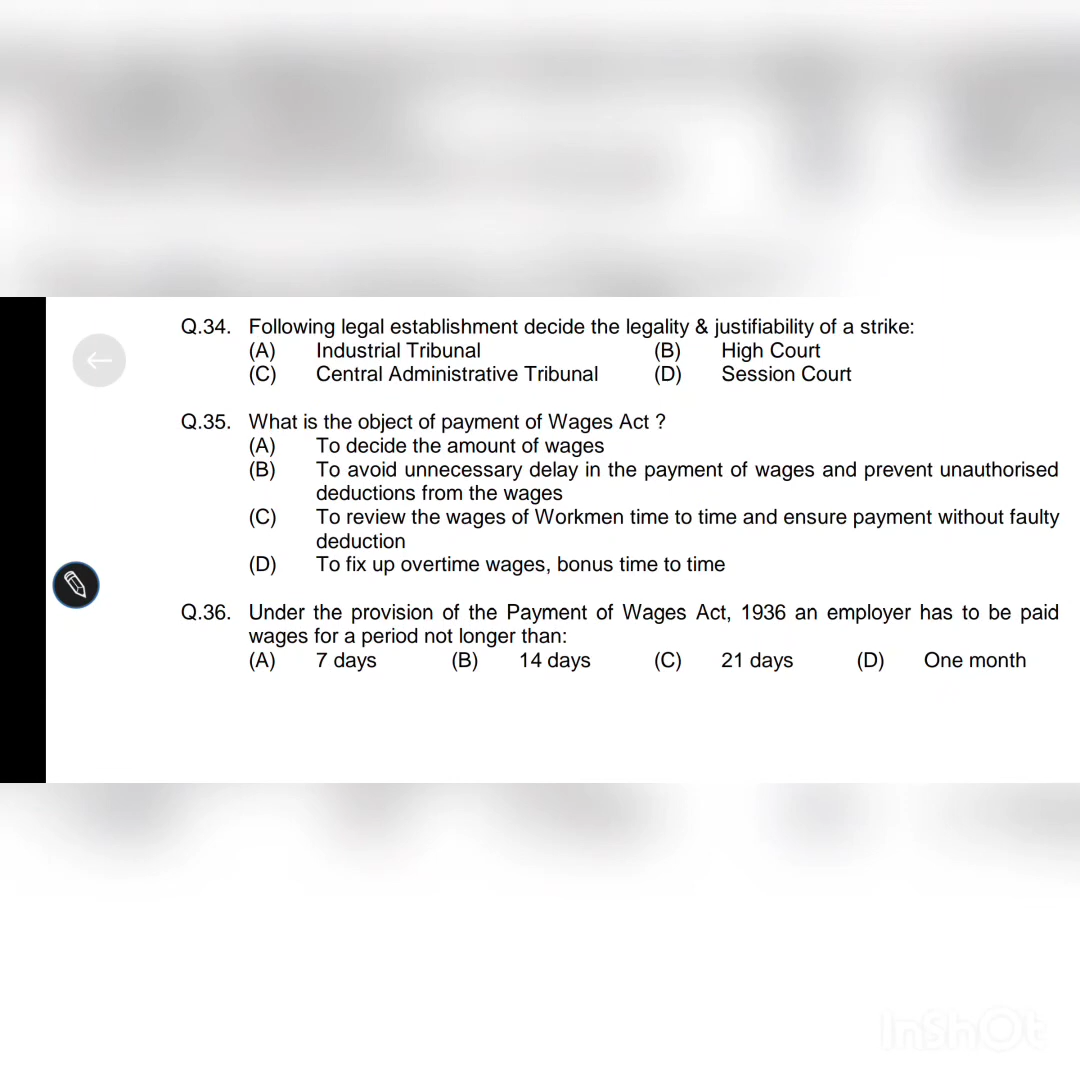 Q.34. Following legal establishment decide the legality & justifiability of a strike:
(A) Industrial Tribunal (B) High Court
(C) Central Administrative Tribunal (D) Session Court
Q.35. What is the object of payment of Wages Act ?
(A) To decide the amount of wages
(B) To avoid unnecessary delay in the payment of wages and prevent unauthorised
deductions from the wages
(C) To review the wages of Workmen time to time and ensure payment without faulty
deduction
(D) To fix up overtime wages, bonus time to time
Q.36. Under the provision of the Payment of Wages Act, 1936 an employer has to be paid
wages for a period not longer than:
(A) 7 days (B) 14 days (C) 21 days (D) One month
InShOt